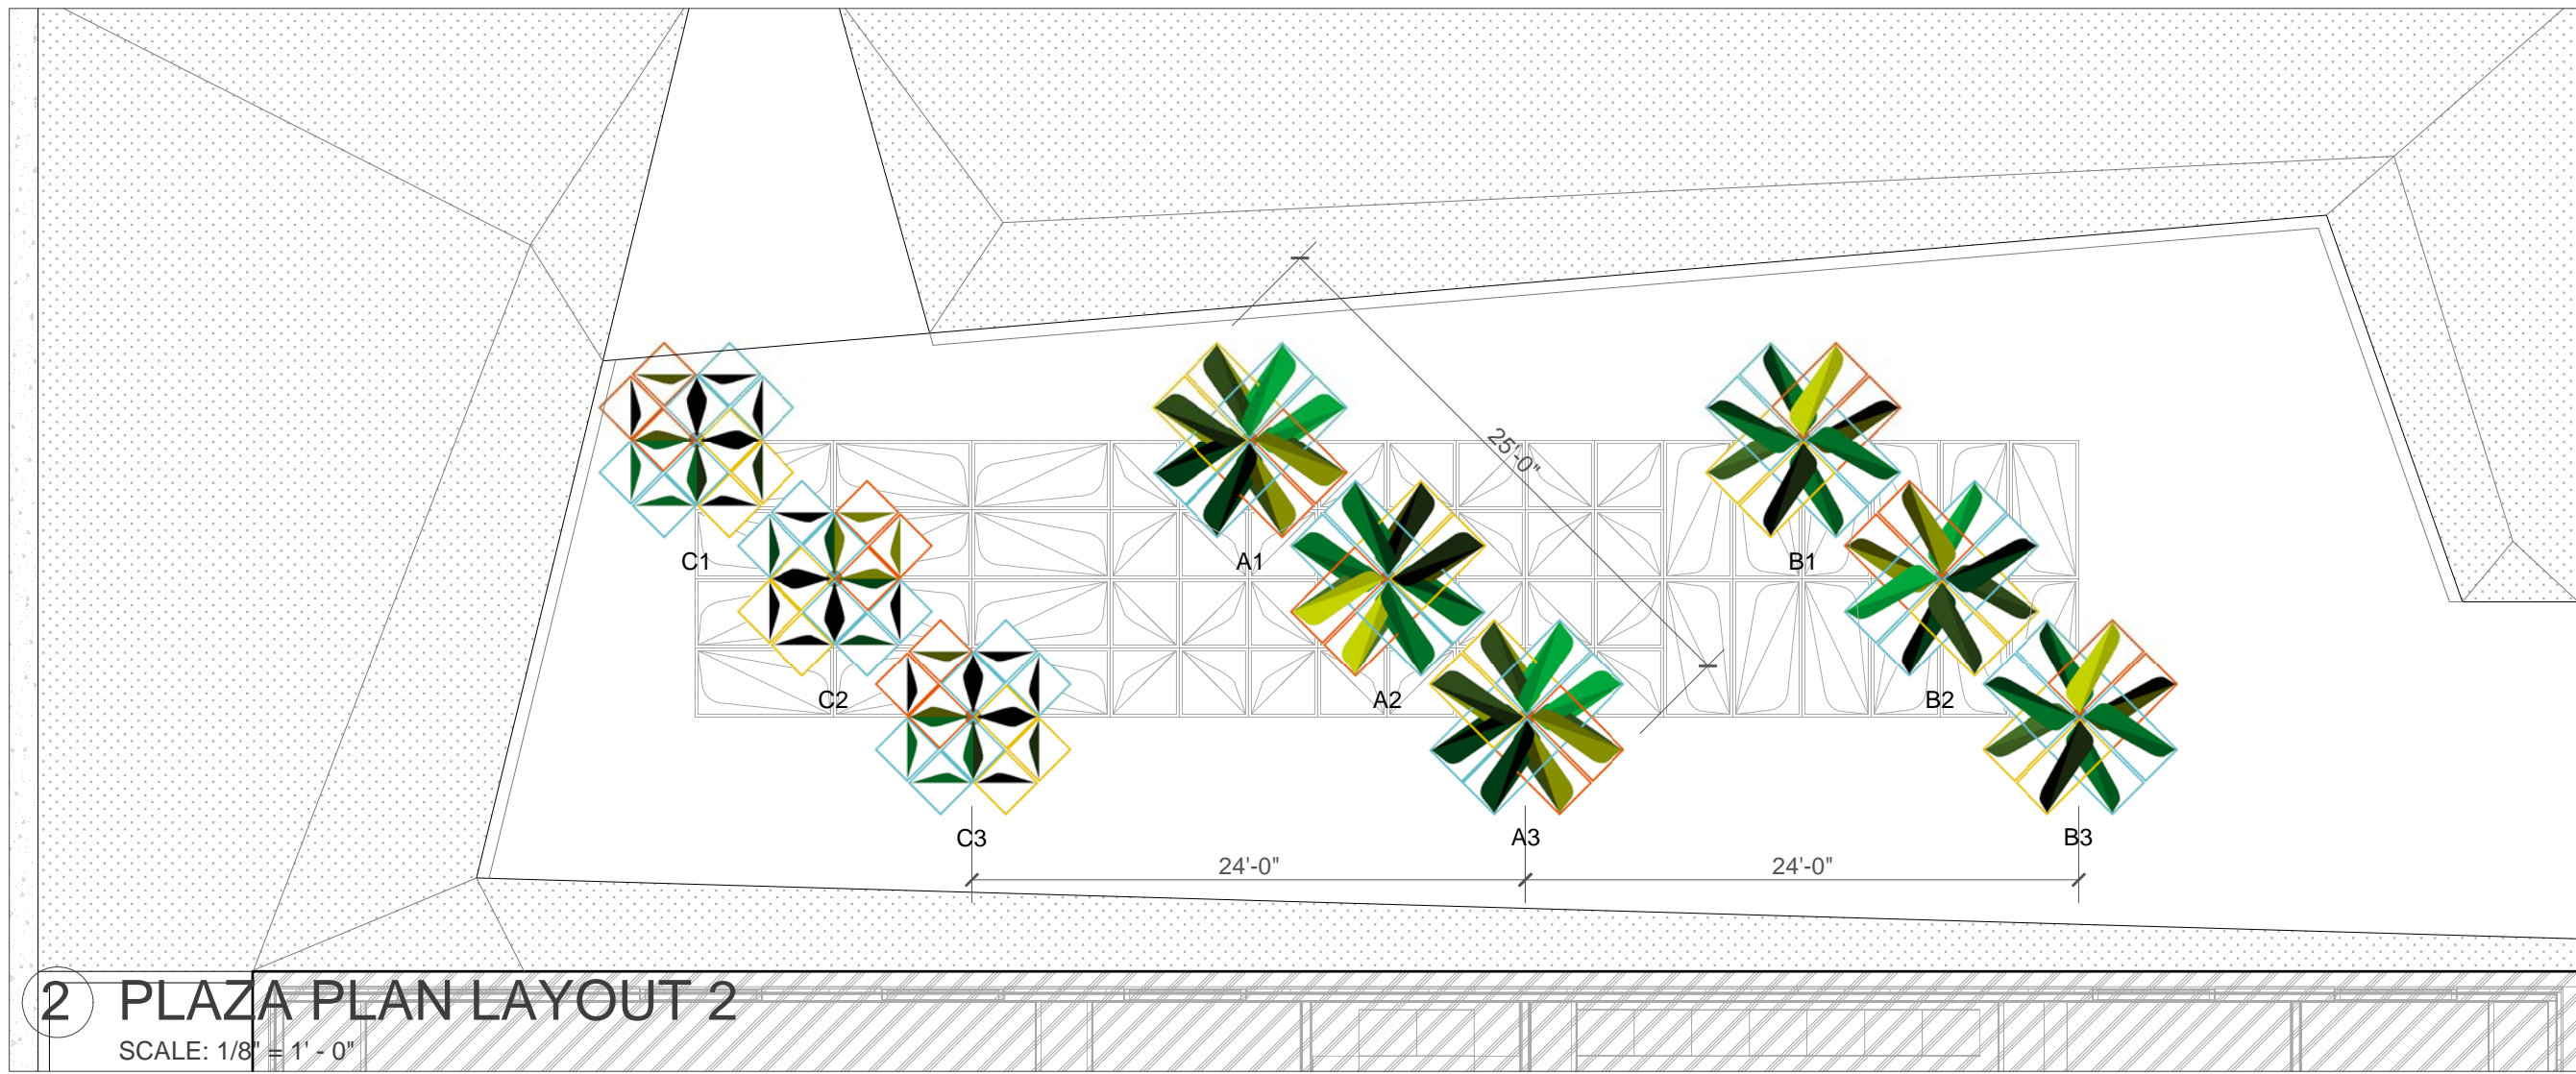 25'-0"
C1
A1
B1
C2
A2
B2
C3
A3
B3
24'-0"
24'-0"
2 PLAZA PLAN LAYOUT 2
SCALE: 1/8" = 1' - 0"